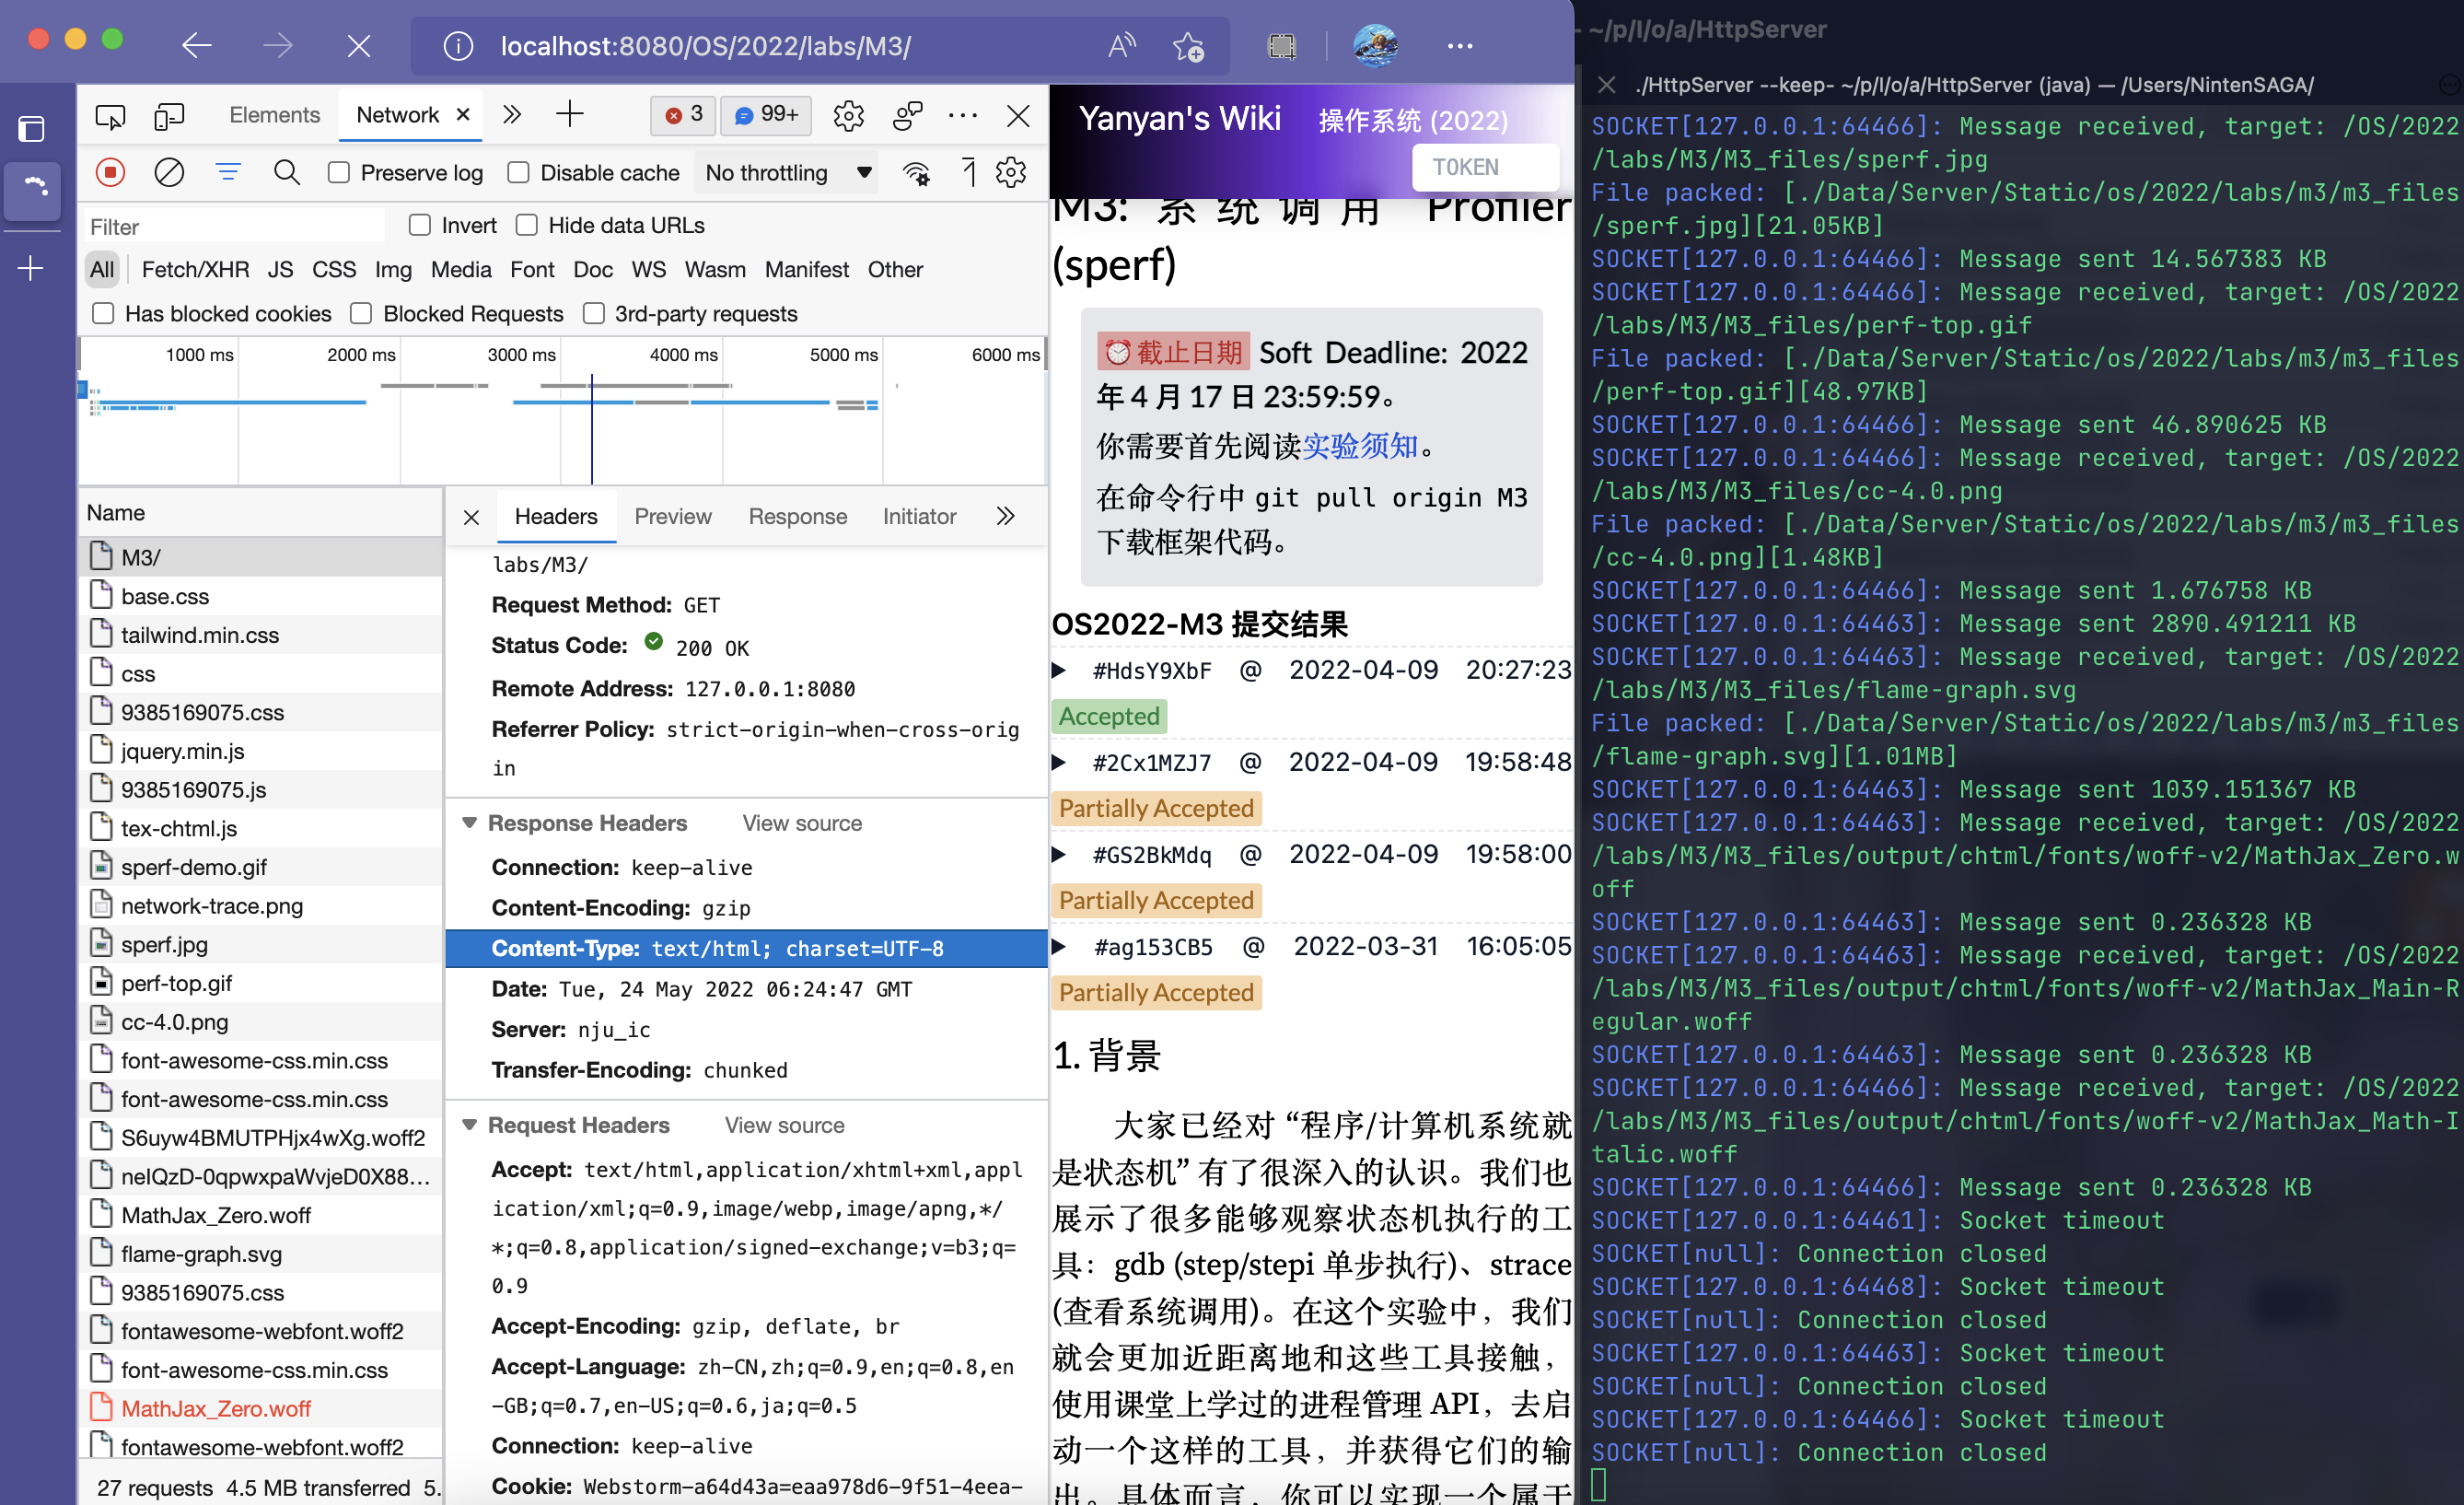 localhost:8080/OS/2022/labs/M3/
Elements
Network
3
99+
Preserve log
Disable cache
No throttling
Filter
Invert
Hide data URLs
All
Fetch/XHR JS CSS Img Media Font Doc WS Wasm Manifest Other
Has blocked cookies
Blocked Requests
3rd-party requests
1000 ms
2000 ms
3000 ms
4000 ms
5000 ms
6000 ms
Name
M3/
base.css
tailwind.min.css
css
9385169075.css
jquery.min.js
9385169075.js
tex-chtml.js
sperf-demo.gif
network-trace.png
sperf.jpg
perf-top.gif
cc-4.0.png
font-awesome-css.min.css
font-awesome-css.min.css
S6uyw4BMUTPHjx4wXg.woff2
neIQzD-0qpwxpaWvjeD0X88...
MathJax_Zero.woff
flame-graph.svg
9385169075.css
fontawesome-webfont.woff2
font-awesome-css.min.css
MathJax_Zero.woff
fontawesome-webfont.woff2
27 requests 4.5 MB transferred 5.
Headers
Preview
Response
Initiator
labs/M3/
Request Method: GET
Status Code: 200 OK
Remote Address: 127.0.0.1:8080
Referrer Policy: strict-origin-when-cross-orig
in
Response Headers
View source
Connection: keep-alive
Content-Encoding: gzip
Content-Type: text/html; charset=UTF-8
Date: Tue, 24 May 2022 06:24:47 GMT
Server: nju_ic
Transfer-Encoding: chunked
Request Headers
View source
Accept: text/html,application/xhtml+xml,appl
ication/xml;q=0.9,image/webp,image/apng,*/
*;q=0.8,application/signed-exchange;v=b3;q=
0.9
Accept-Encoding: gzip, deflate, br
Accept-Language: zh-CN,zh;q=0.9,en;q=0.8,en
-GB;q=0.7,en-US;q=0.6,ja;q=0.5
Connection: keep-alive
Cookie: Webstorm-a64d43a=eaa978d6-9f51-4eea-
Yanyan's Wiki
操作系统 (2022)
TOKEN
M3: 系统调用 Profiler
(sperf)
⏰截止日期 Soft Deadline: 2022
年 4 月 17 日 23:59:59。
你需要首先阅读实验须知。
在命令行中 git pull origin M3
下载框架代码。
OS2022-M3 提交结果
#HdsY9XbF @ 2022-04-09 20:27:23
Accepted
#2Cx1MZJ7 @ 2022-04-09 19:58:48
Partially Accepted
#GS2BkMdq @ 2022-04-09 19:58:00
Partially Accepted
#ag153CB5 @ 2022-03-31 16:05:05
Partially Accepted
1. 背景
大家已经对 “程序/计算机系统就
是状态机” 有了很深入的认识。我们也
展示了很多能够观察状态机执行的工
具：gdb (step/stepi 单步执行)、strace
(查看系统调用)。在这个实验中，我们
就会更加近距离地和这些工具接触，
使用课堂上学过的进程管理 API，去启
动一个这样的工具，并获得它们的输
出。具体而言，你可以实现一个属于
~/p/l/o/a/HttpServer
./HttpServer --keep- ~/p/l/o/a/HttpServer (java) — /Users/NintenSAGA/
SOCKET[127.0.0.1:64466]: Message received, target: /OS/2022
/labs/M3/M3_files/sperf.jpg
File packed: [./Data/Server/Static/os/2022/labs/m3/m3_files
/sperf.jpg][21.05KB]
SOCKET[127.0.0.1:64466]: Message sent 14.567383 KB
SOCKET[127.0.0.1:64466]: Message received, target: /OS/2022
/labs/M3/M3_files/perf-top.gif
File packed: [./Data/Server/Static/os/2022/labs/m3/m3_files
/perf-top.gif][48.97KB]
SOCKET[127.0.0.1:64466]: Message sent 46.890625 KB
SOCKET[127.0.0.1:64466]: Message received, target: /OS/2022
/labs/M3/M3_files/cc-4.0.png
File packed: [./Data/Server/Static/os/2022/labs/m3/m3_files
/cc-4.0.png][1.48KB]
SOCKET[127.0.0.1:64466]: Message sent 1.676758 KB
SOCKET[127.0.0.1:64463]: Message sent 2890.491211 KB
SOCKET[127.0.0.1:64463]: Message received, target: /OS/2022
/labs/M3/M3_files/flame-graph.svg
File packed: [./Data/Server/Static/os/2022/labs/m3/m3_files
/flame-graph.svg][1.01MB]
SOCKET[127.0.0.1:64463]: Message sent 1039.151367 KB
SOCKET[127.0.0.1:64463]: Message received, target: /OS/2022
/labs/M3/M3_files/output/chtml/fonts/woff-v2/MathJax_Zero.w
off
SOCKET[127.0.0.1:64463]: Message sent 0.236328 KB
SOCKET[127.0.0.1:64463]: Message received, target: /OS/2022
/labs/M3/M3_files/output/chtml/fonts/woff-v2/MathJax_Main-R
egular.woff
SOCKET[127.0.0.1:64463]: Message sent 0.236328 KB
SOCKET[127.0.0.1:64466]: Message received, target: /OS/2022
/labs/M3/M3_files/output/chtml/fonts/woff-v2/MathJax_Math-I
talic.woff
SOCKET[127.0.0.1:64466]: Message sent 0.236328 KB
SOCKET[127.0.0.1:64461]: Socket timeout
SOCKET[null]: Connection closed
SOCKET[127.0.0.1:64468]: Socket timeout
SOCKET[null]: Connection closed
SOCKET[127.0.0.1:64463]: Socket timeout
SOCKET[null]: Connection closed
SOCKET[127.0.0.1:64466]: Socket timeout
SOCKET[null]: Connection closed